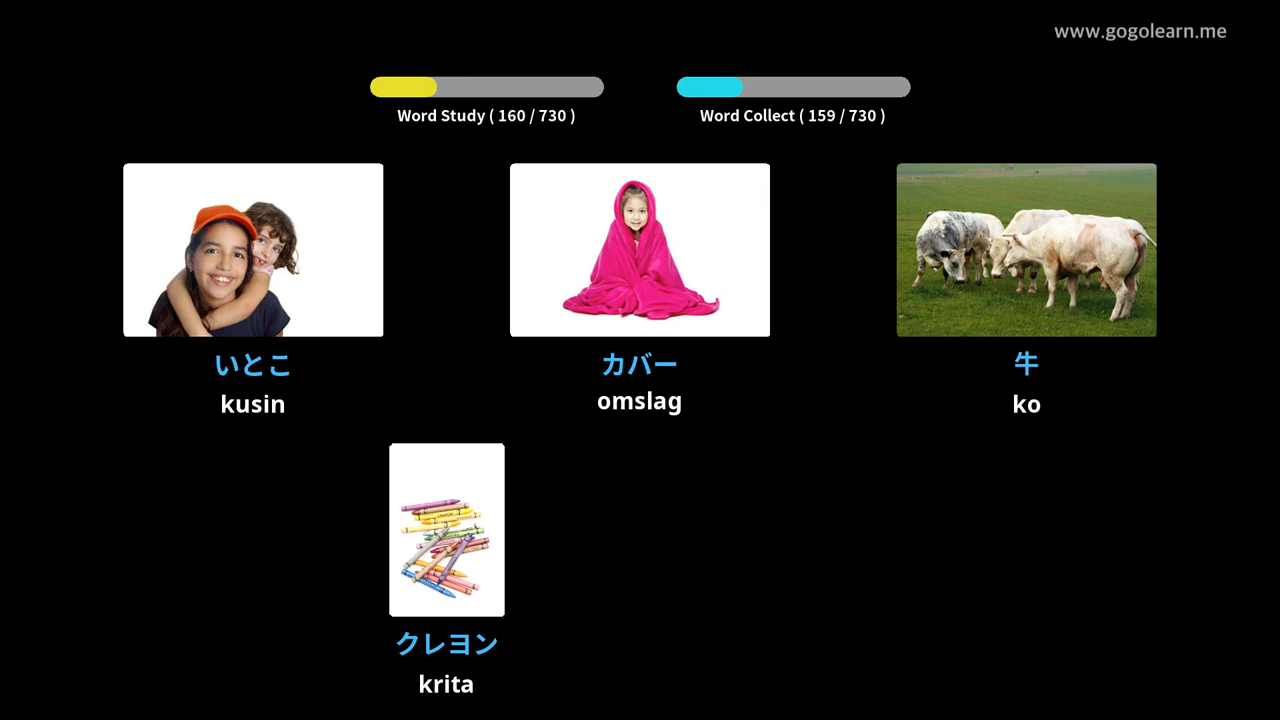 www.gogolearn.me
Word Study ( 160 / 730 )
Word Collect ( 159 / 730 )
いとこ
kusin
カバー
omslag
牛
ko
クレヨン
krita